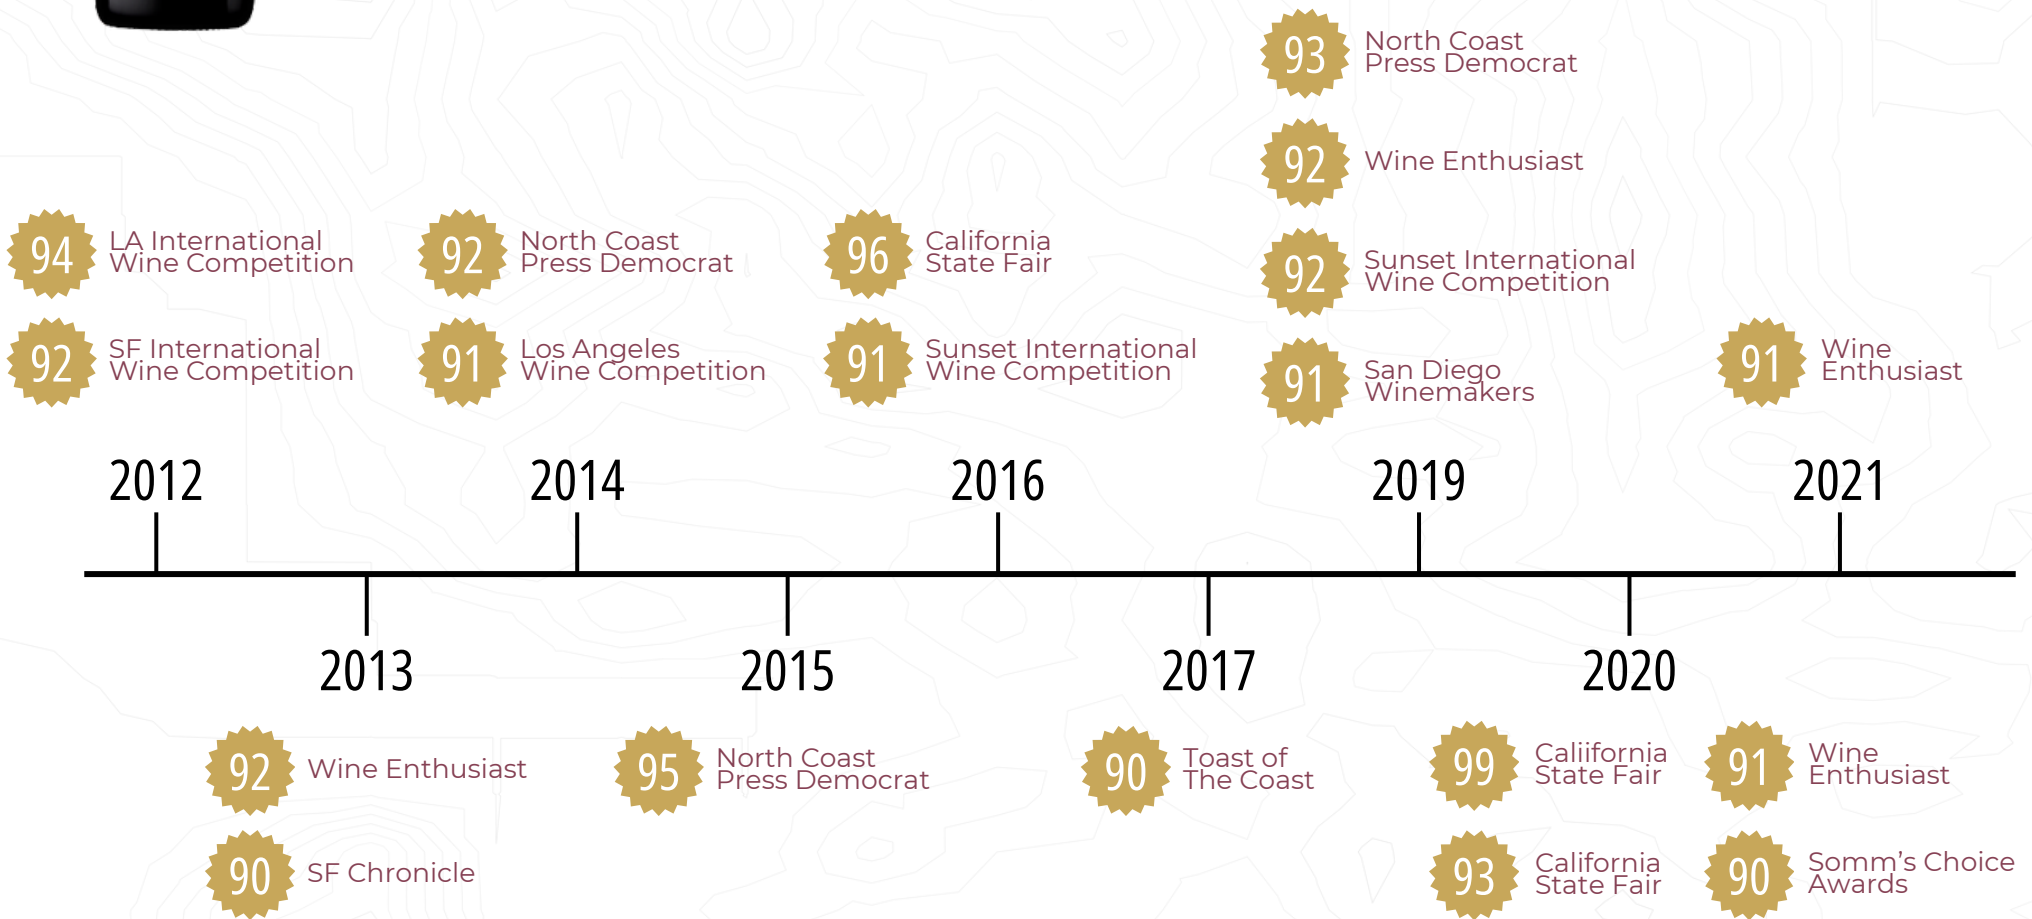 93
North Coast
Press Democrat
92
Wine Enthusiast
94
LA International
Wine Competition
92
North Coast
Press Democrat
96
California
State Fair
92
Sunset International
Wine Competition
92
SF International
Wine Competition
91
Los Angeles
Wine Competition
91
Sunset International
Wine Competition
91
San Diego
Winemakers
91
Wine
Enthusiast
2012
2014
2016
2019
2021
2013
2015
2017
2020
92
Wine Enthusiast
95
North Coast
Press Democrat
90
Toast of
The Coast
99
Caliifornia
State Fair
91
Wine
Enthusiast
90
SF Chronicle
93
California
State Fair
90
Somm’s Choice
Awards